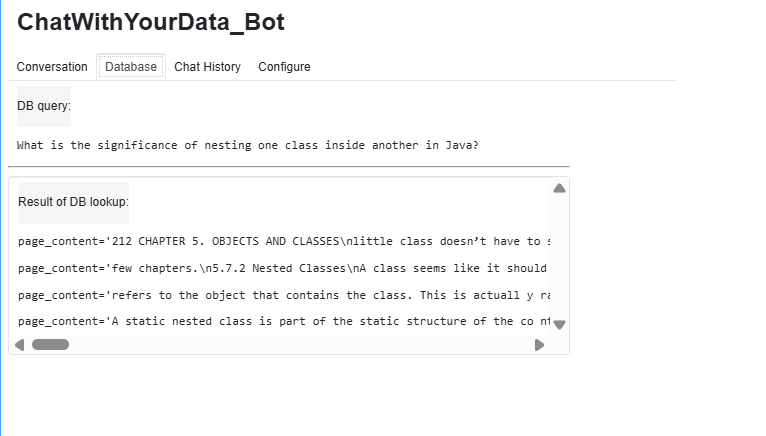 ChatWithYourData_Bot
Conversation Database Chat History Configure
DB query:
What is the significance of nesting one class inside another in Java?
Result of DB lookup:
page_content='212 CHAPTER 5. OBJECTS AND CLASSES\nlittle class doesn’t have to s
page_content='few chapters.\n5.7.2 Nested Classes\nA class seems like it should
page_content='refers to the object that contains the class. This is actuall y ra
page_content='A static nested class is part of the static structure of the co nt